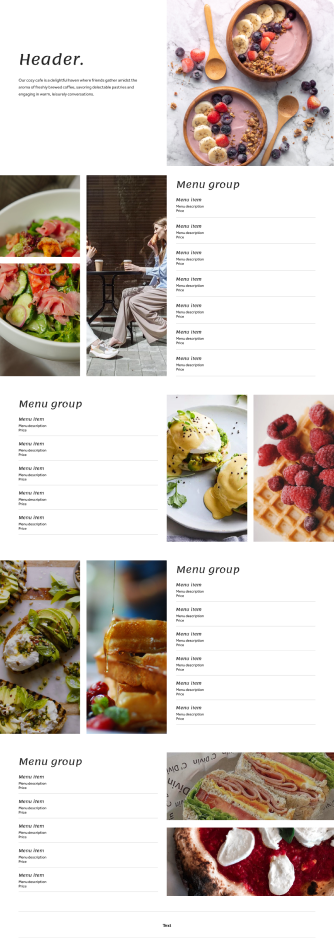 Header.
Our cozy cafe is a delightful haven where friends gather amidst the
aroma of freshly brewed coffee, savoring delectable pastries and
engaging in warm, leisurely conversations.
Menu group
Menu item
Menu description
Price
Menu item
Menu description
Price
Menu item
Menu description
Price
Menu item
Menu description
Price
Menu item
Menu description
Price
Menu item
Menu description
Price
Menu item
Menu description
Price
Menu group
Menu item
Menu description
Price
Menu item
Menu description
Price
Menu item
Menu description
Price
Menu item
Menu description
Price
Menu item
Menu description
Price
Menu group
Menu item
Menu description
Price
Menu item
Menu description
Price
Menu item
Menu description
Price
Menu item
Menu description
Price
Menu item
Menu description
Price
Menu item
Menu description
Price
Menu group
Menu item
Menu description
Price
Menu item
Menu description
Price
Menu item
Menu description
Price
Menu item
Menu description
Price
Menu item
Menu description
Price
Text